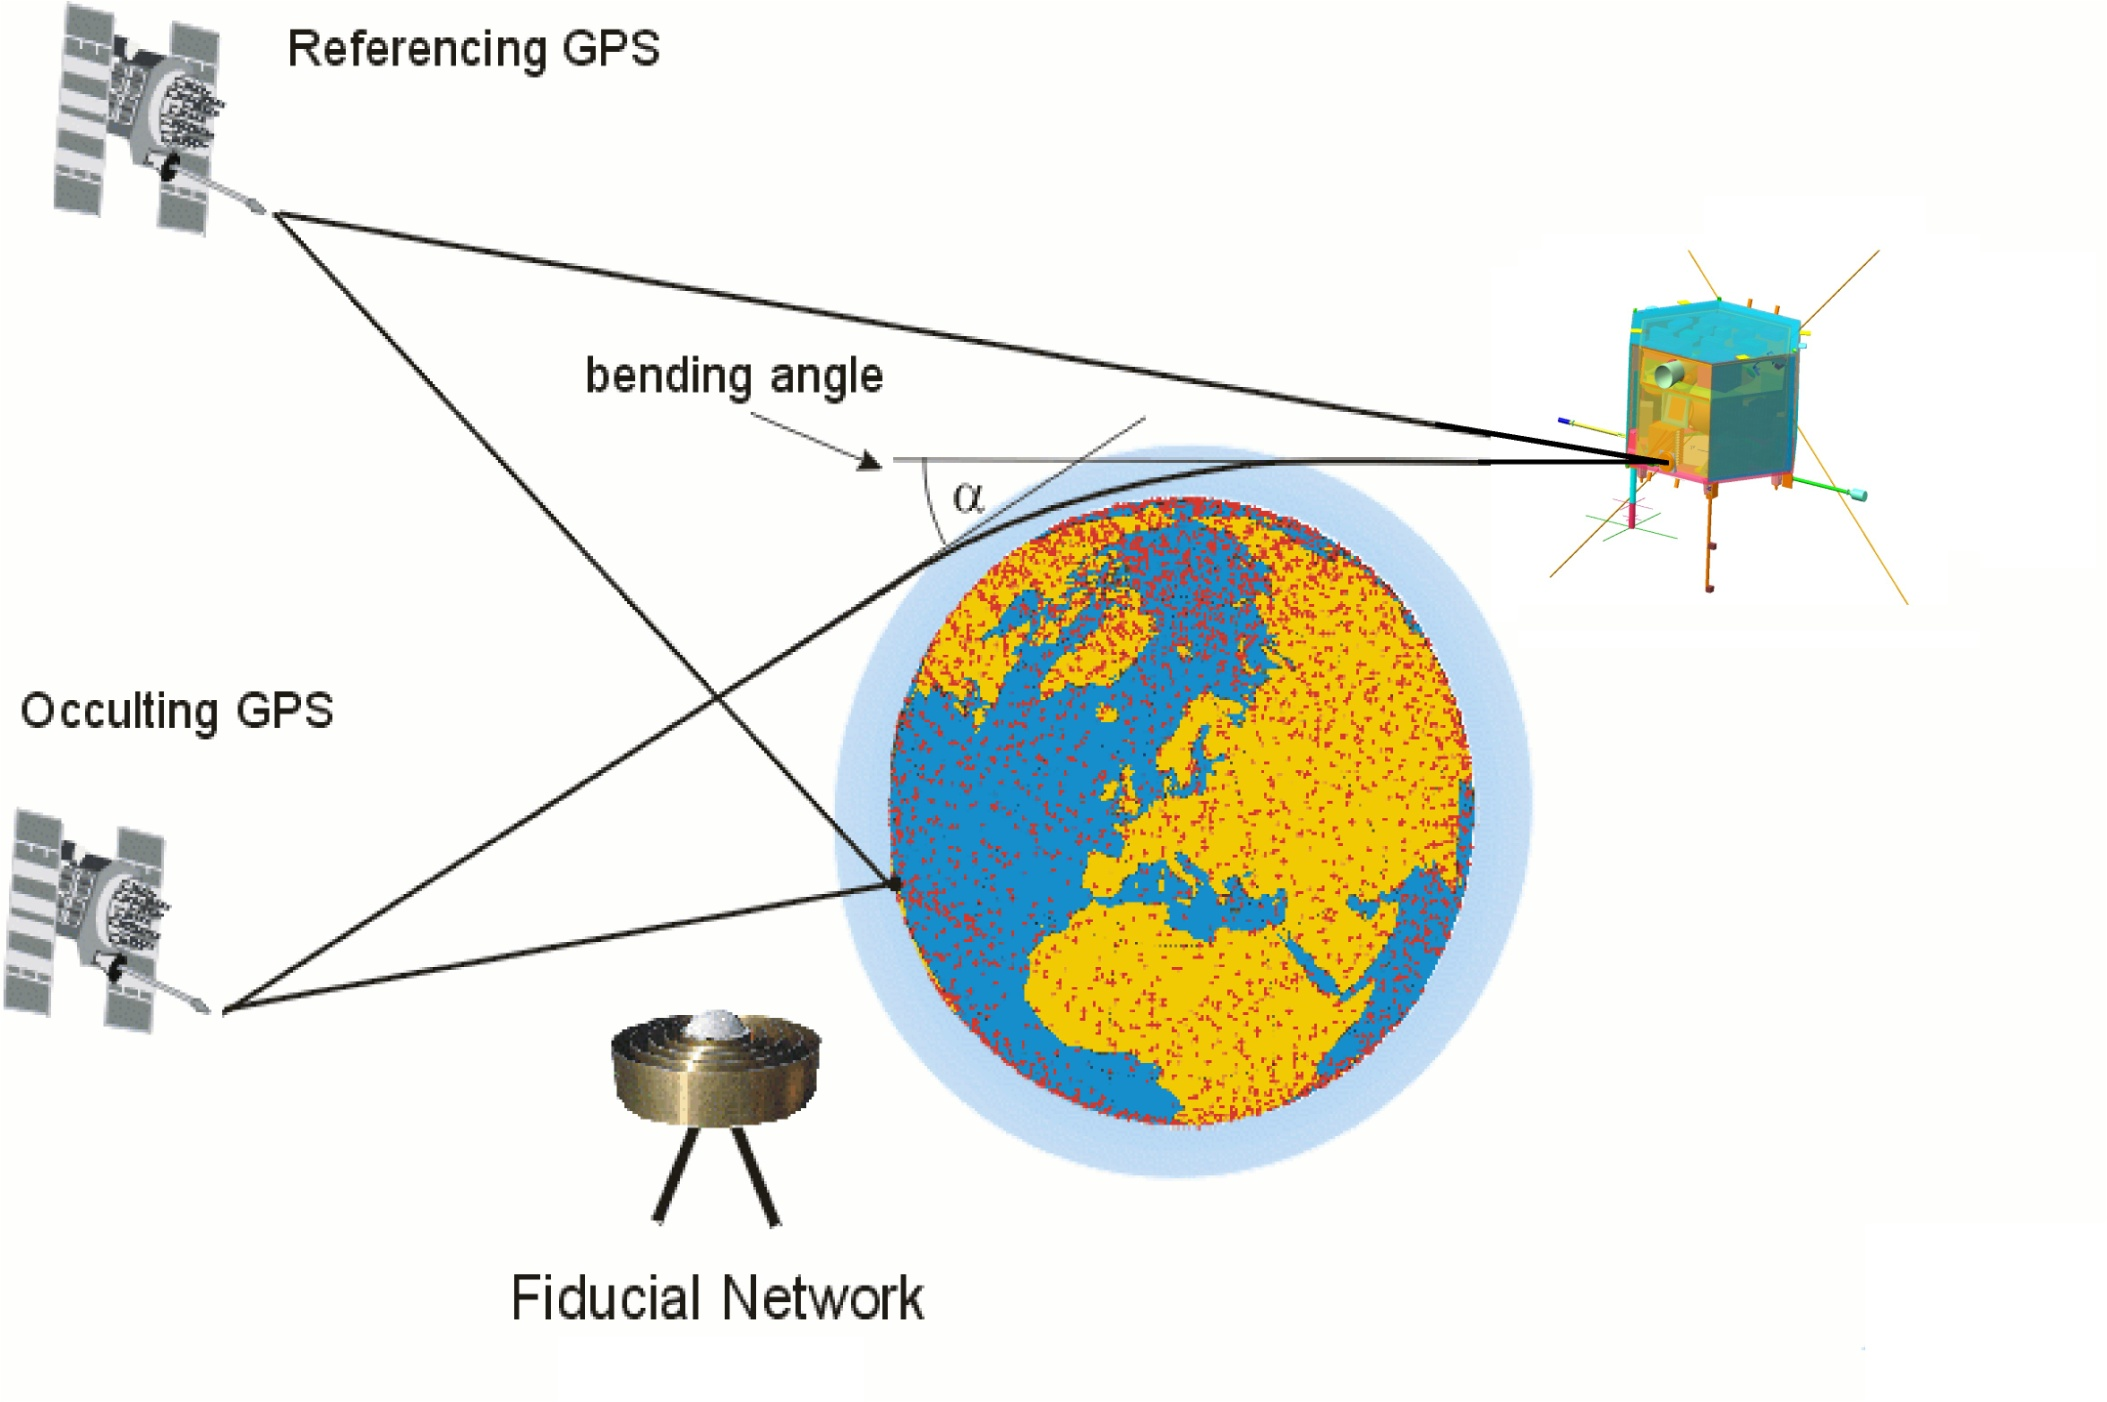 Referencing GPS
bending angle
α
Occulting GPS
Fiducial Network